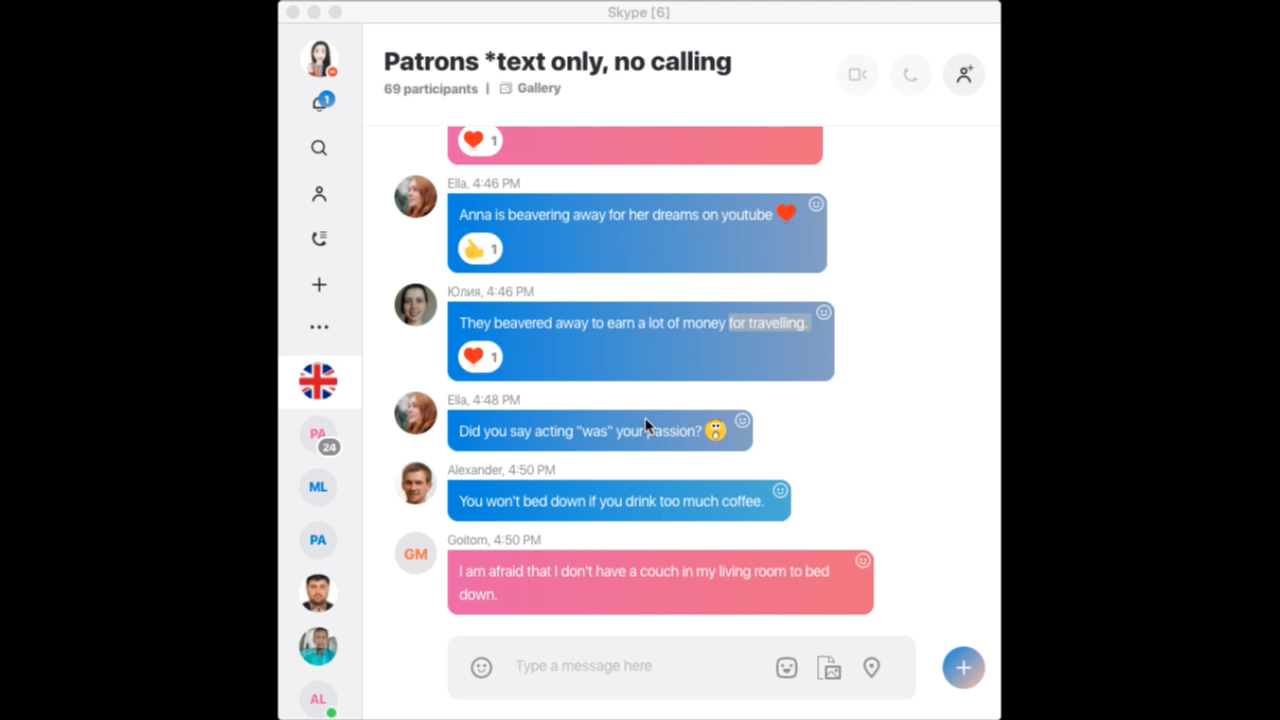 Skype [6]
Patrons *text only, no calling
69 participants | Gallery
1
1
Ella, 4:46 PM
Anna is beavering away for her dreams on youtube ❤️
👍 1
Юлия, 4:46 PM
They beavered away to earn a lot of money for travelling.
❤️ 1
Ella, 4:48 PM
Did you say acting "was" your passion? 😱
PA
24
ML
Alexander, 4:50 PM
You won't bed down if you drink too much coffee.
PA
Goitom, 4:50 PM
GM
I am afraid that I don't have a couch in my living room to bed
down.
Type a message here
AL